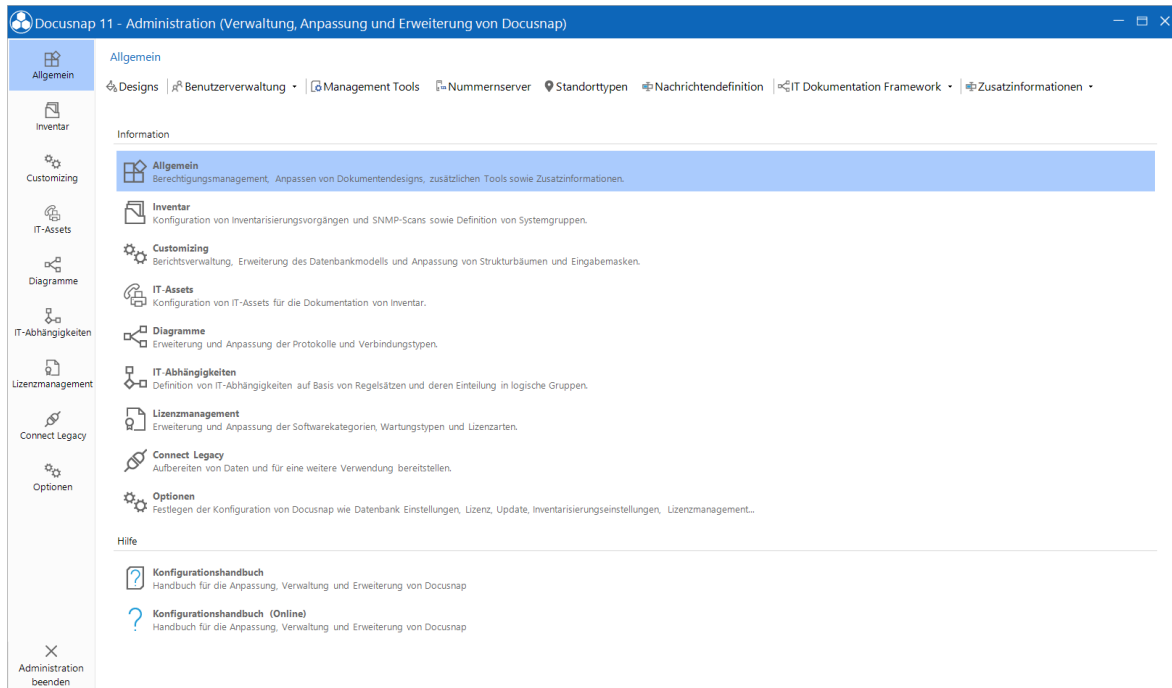 Docusnap 11 - Administration (Verwaltung, Anpassung und Erweiterung von Docusnap)
Allgemein
Inventar
Customizing
IT-Assets
Diagramme
IT-Abhängigkeiten
Lizenzmanagement
Connect Legacy
Optionen
Administration
beenden
Allgemein
Designs Benutzerverwaltung Management Tools Nummernserver Standorttypen Nachrichtendefinition IT Dokumentation Framework Zusatzinformationen
Information
Allgemein
Berechtigungsmanagement, Anpassen von Dokumentendesigns, zusätzlichen Tools sowie Zusatzinformationen.
Inventar
Konfiguration von Inventarisierungsvorgängen und SNMP-Scans sowie Definition von Systemgruppen.
Customizing
Berichtsverwaltung, Erweiterung des Datenbankmodells und Anpassung von Strukturbäumen und Eingabemasken.
IT-Assets
Konfiguration von IT-Assets für die Dokumentation von Inventar.
Diagramme
Erweiterung und Anpassung der Protokolle und Verbindungstypen.
IT-Abhängigkeiten
Definition von IT-Abhängigkeiten auf Basis von Regelsätzen und deren Einteilung in logische Gruppen.
Lizenzmanagement
Erweiterung und Anpassung der Softwarekategorien, Wartungstypen und Lizenzarten.
Connect Legacy
Aufbereiten von Daten und für eine weitere Verwendung bereitstellen.
Optionen
Festlegen der Konfiguration von Docusnap wie Datenbank Einstellungen, Lizenz, Update, Inventarisierungseinstellungen, Lizenzmanagement...
Hilfe
Konfigurationshandbuch
Handbuch für die Anpassung, Verwaltung und Erweiterung von Docusnap
Konfigurationshandbuch (Online)
Handbuch für die Anpassung, Verwaltung und Erweiterung von Docusnap